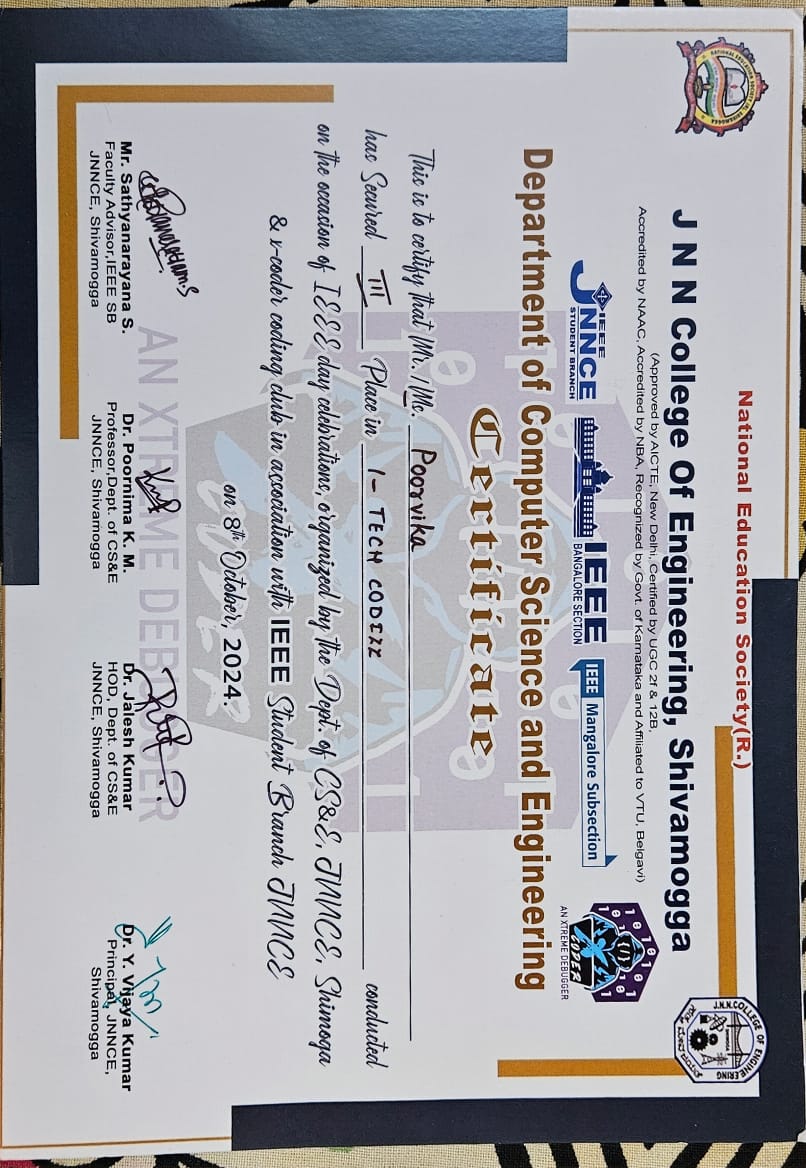 National Education Society(R.)
J N N College Of Engineering, Shivamogga
(Approved by AICTE, New Delhi, Certified by UGC 2f & 12B,
Accredited by NAAC, Accredited by NBA, Recognized by Govt. of Karnataka and Affiliated to VTU, Belgavi)
IEEE
JNNCE
STUDENT BRANCH
IEEE
BANGALORE SECTION
IEEE Mangalore Subsection
CODER
AN XTREME DEBUGGER
J.N.N.COLLEGE OF ENGINEERING
Department of Computer Science and Engineering
Certificate
This is to certify that Mr. / Ms. Poorvika
has Secured III Place in I - TECH CODERZ conducted
on the occasion of IEEE day celebrations, organized by the Dept. of CS&E, JNNCE, Shimoga
& x-coder coding club in association with IEEE Student Branch JNNCE
on 8th October, 2024.
AN XTREME DEBUGGER
Mr. Sathyanarayana S.
Faculty Advisor,IEEE SB
JNNCE, Shivamogga
Dr. Poornima K. M.
Professor,Dept. of CS&E
JNNCE, Shivamogga
Dr. Jalesh Kumar
HOD, Dept. of CS&E
JNNCE, Shivamogga
Dr. Y. Vijaya Kumar
Principal, JNNCE,
Shivamogga